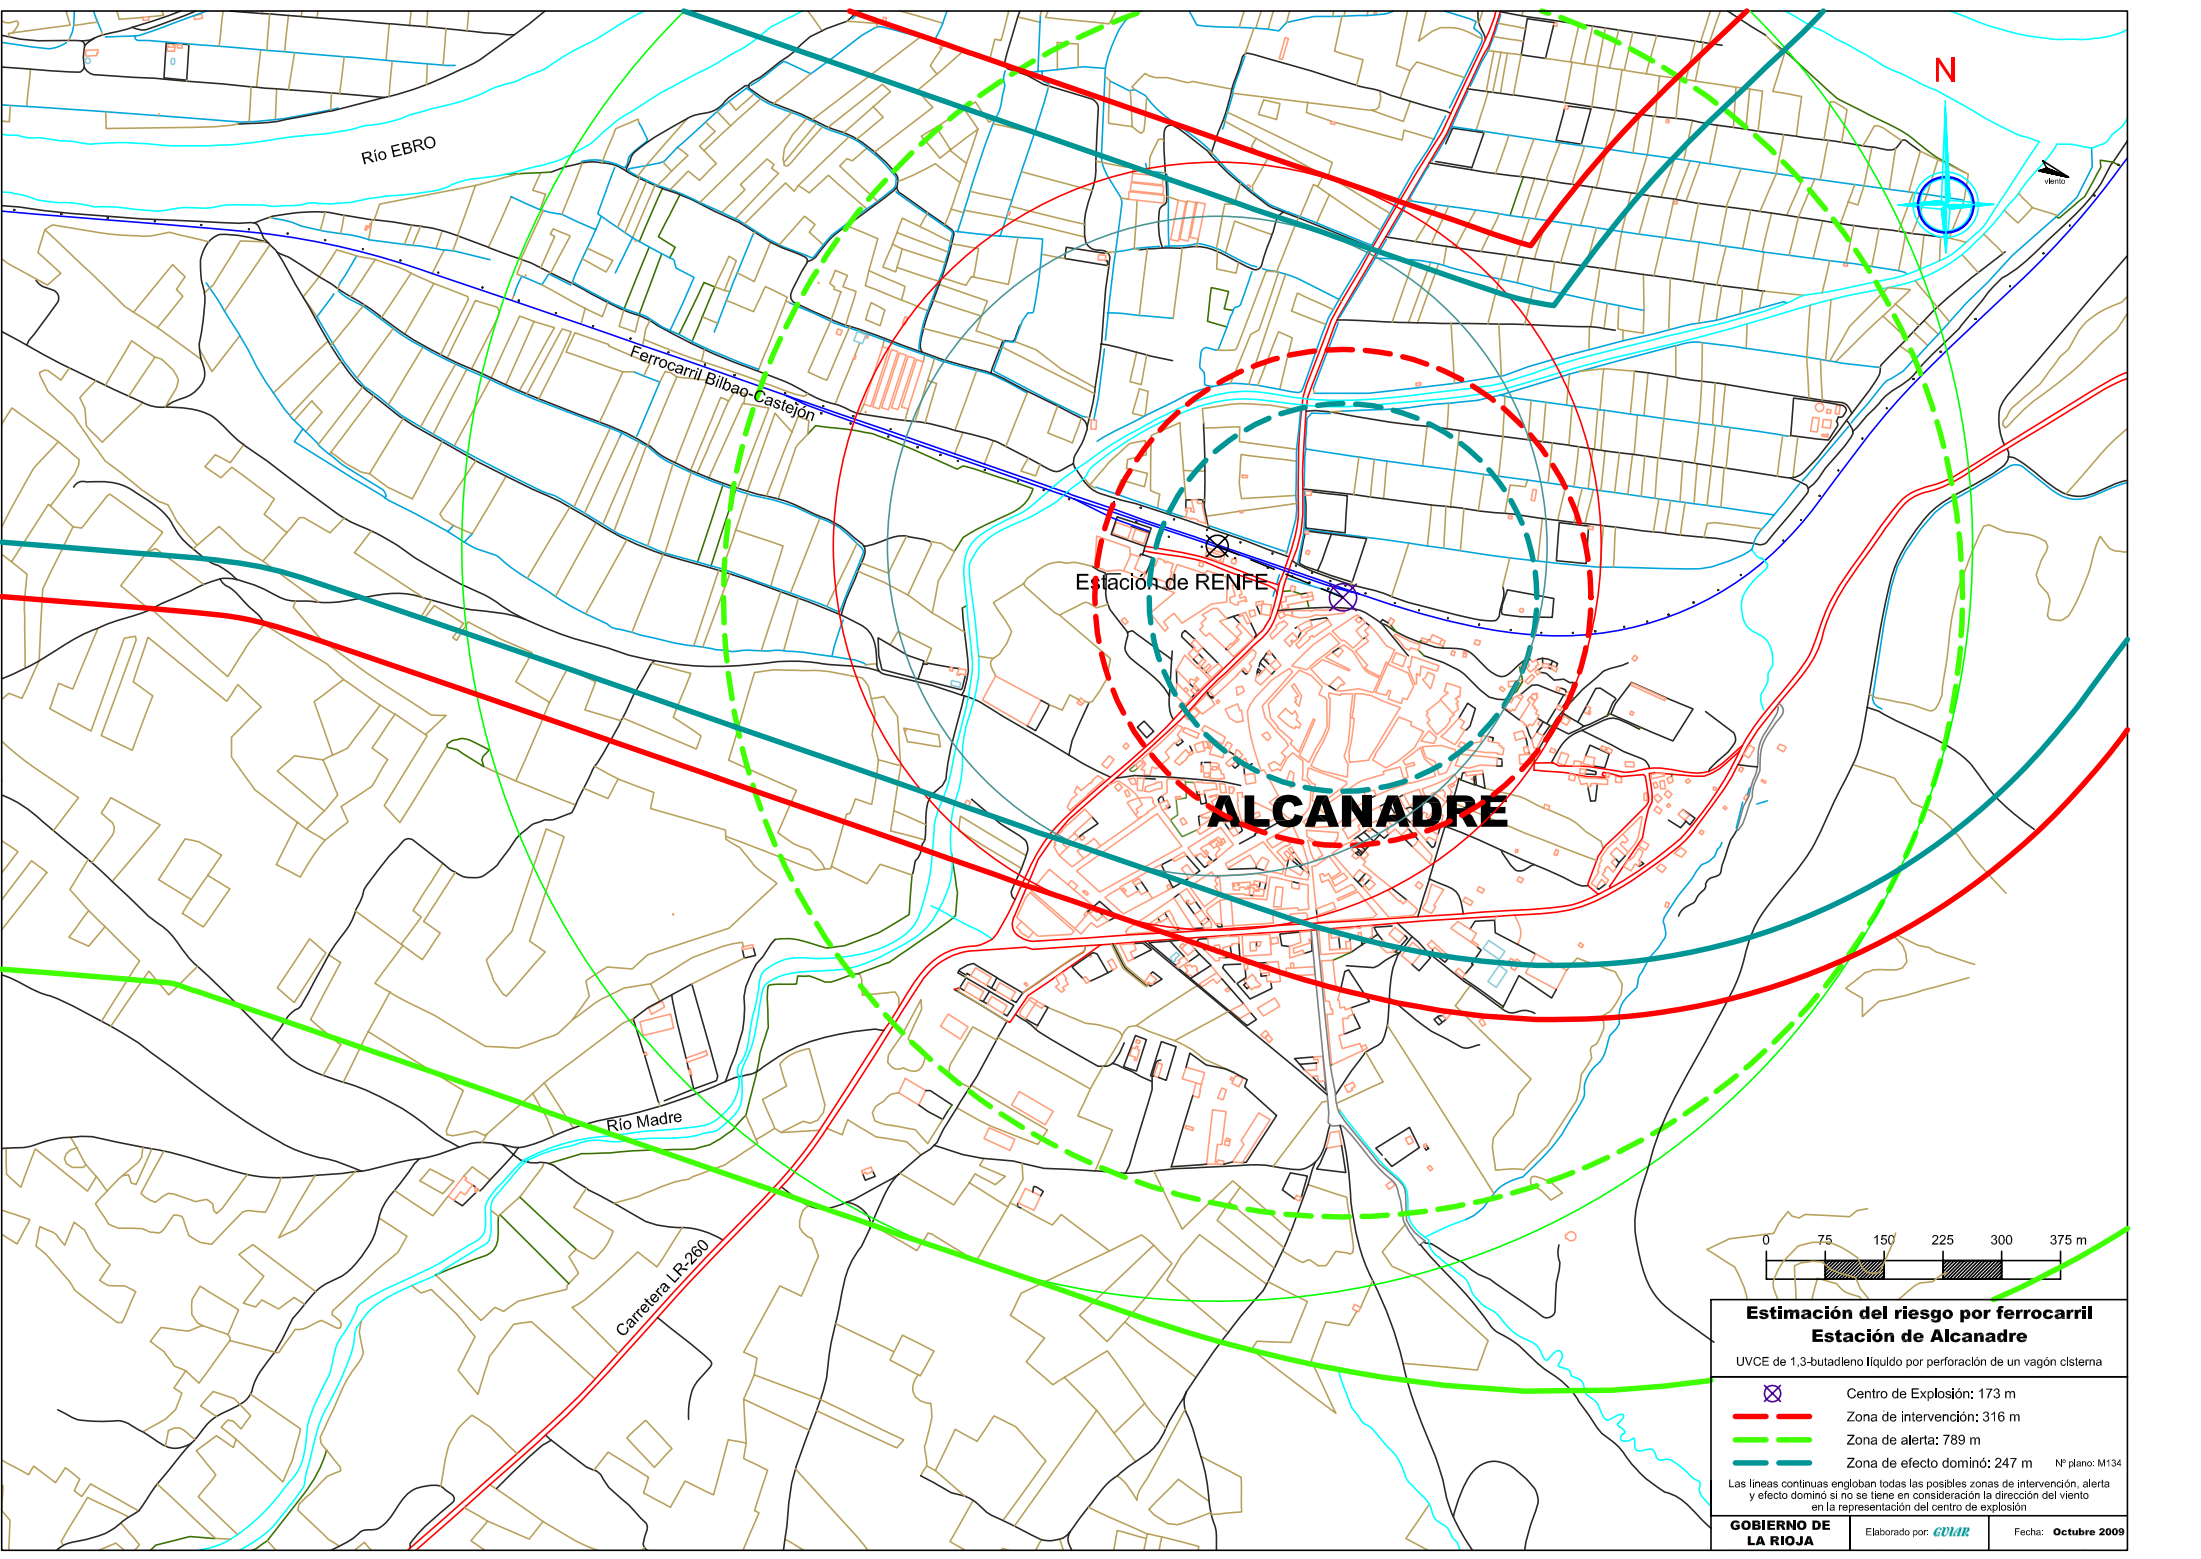 N
viento
Río EBRO
Ferrocarril Bilbao-Castejón
Estación de RENFE
ALCANADRE
Río Madre
Carretera LR-260
0 75 150 225 300 375 m
Estimación del riesgo por ferrocarril
Estación de Alcanadre
UVCE de 1,3-butadieno líquido por perforación de un vagón cisterna
Centro de Explosión: 173 m
Zona de intervención: 316 m
Zona de alerta: 789 m
Zona de efecto dominó: 247 m Nº plano: M134
Las líneas continuas engloban todas las posibles zonas de intervención, alerta
y efecto dominó si no se tiene en consideración la dirección del viento
en la representación del centro de explosión
GOBIERNO DE
LA RIOJA
Elaborado por: GUIAR
Fecha: Octubre 2009